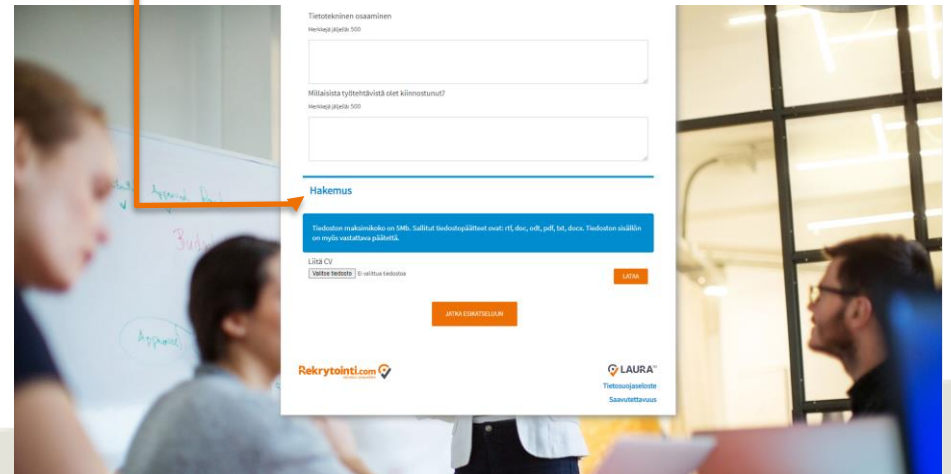 Tietotekninen osaaminen
Merkkejä jäljellä: 500
Millaisista työtehtävistä olet kiinnostunut?
Merkkejä jäljellä: 500
Hakemus
Tiedoston maksimikoko on 5Mb. Sallitut tiedostopäätteet ovat: rtf, doc, odt, pdf, txt, docx. Tiedoston sisällön
on myös vastattava päätettä.
Liitä CV
Valitse tiedosto Ei valittua tiedostoa
LATAA
JATKA ESIKATSELUUN
Rekrytointi.com
LAURA
Tietosuojaseloste
Saavutettavuus
Approved